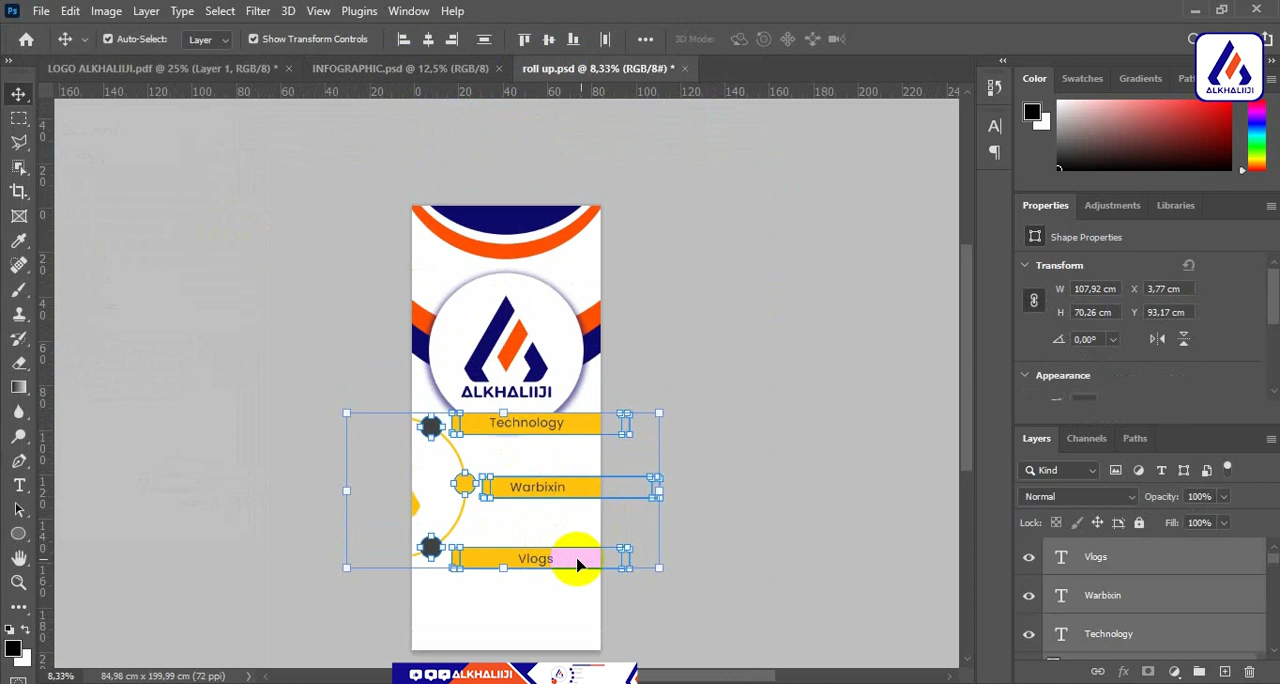 Ps File Edit Image Layer Type Select Filter 3D View Plugins Window Help
Auto-Select: Layer Show Transform Controls 3D Mode:
ALKHALIIJI
LOGO ALKHALIIJI.pdf @ 25% (Layer 1, RGB/8) * × INFOGRAPHIC.psd @ 12,5% (RGB/8) × roll up.psd @ 8,33% (RGB/8#) * ×
160 140 120 100 80 60 40 20 0 20 40 60 80 100 120 140 160 180 200 220 24
Color Swatches Gradients Pat
Properties Adjustments Libraries
Shape Properties
Transform
W 107,92 cm X 3,77 cm
H 70,26 cm Y 93,17 cm
0,00°
Appearance
ALKHALIIJI
Technology
Warbixin
Vlogs
Layers Channels Paths
Kind
Normal Opacity: 100%
Lock: Fill: 100%
Vlogs
Warbixin
Technology
8,33% 84,98 cm x 199,99 cm (72 ppi)
ALKHALIIJI